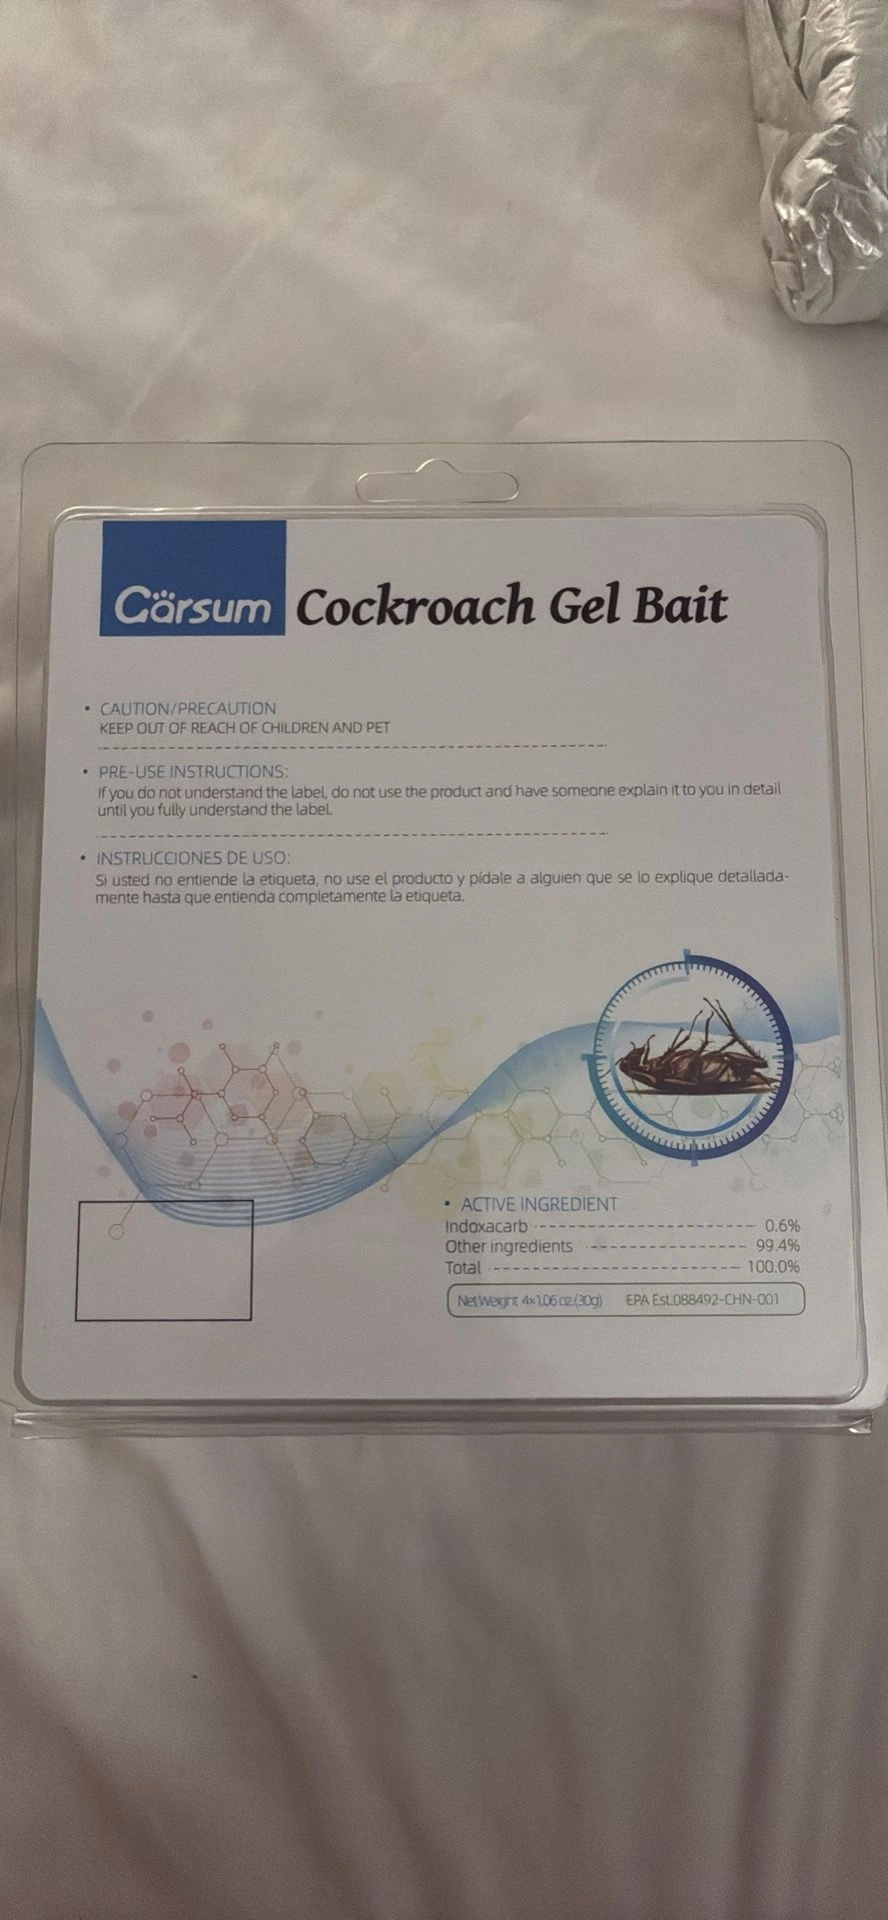 Cärsum Cockroach Gel Bait
• CAUTION/PRECAUTION
KEEP OUT OF REACH OF CHILDREN AND PET
• PRE-USE INSTRUCTIONS:
If you do not understand the label, do not use the product and have someone explain it to you in detail
until you fully understand the label.
• INSTRUCCIONES DE USO:
Si usted no entiende la etiqueta, no use el producto y pídale a alguien que se lo explique detallada-
mente hasta que entienda completamente la etiqueta.
• ACTIVE INGREDIENT
Indoxacarb ------------------------ 0.6%
Other ingredients ----------------- 99.4%
Total --------------------------- 100.0%
Net Weight 4x1.06 oz.(30g) EPA Est.088492-CHN-001